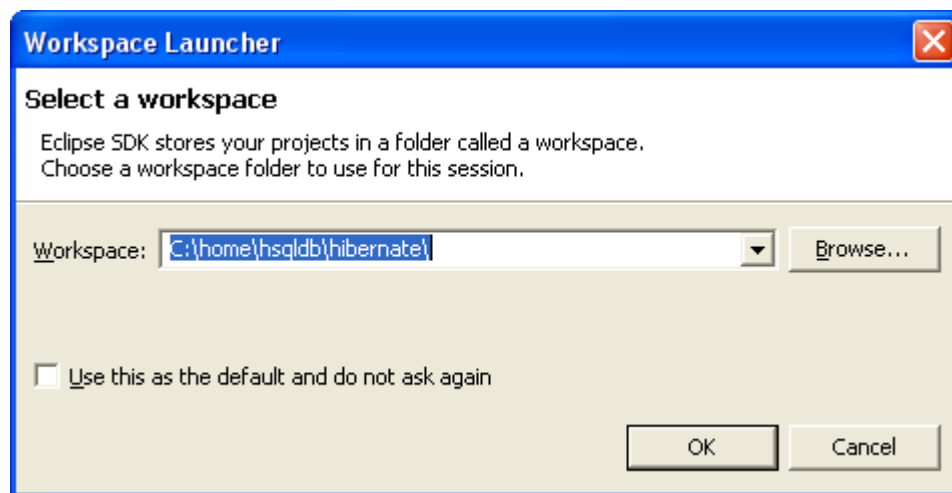 Workspace Launcher
Select a workspace
Eclipse SDK stores your projects in a folder called a workspace.
Choose a workspace folder to use for this session.
Workspace: C:\home\hsqldb\hibernate\ Browse...
Use this as the default and do not ask again
OK Cancel